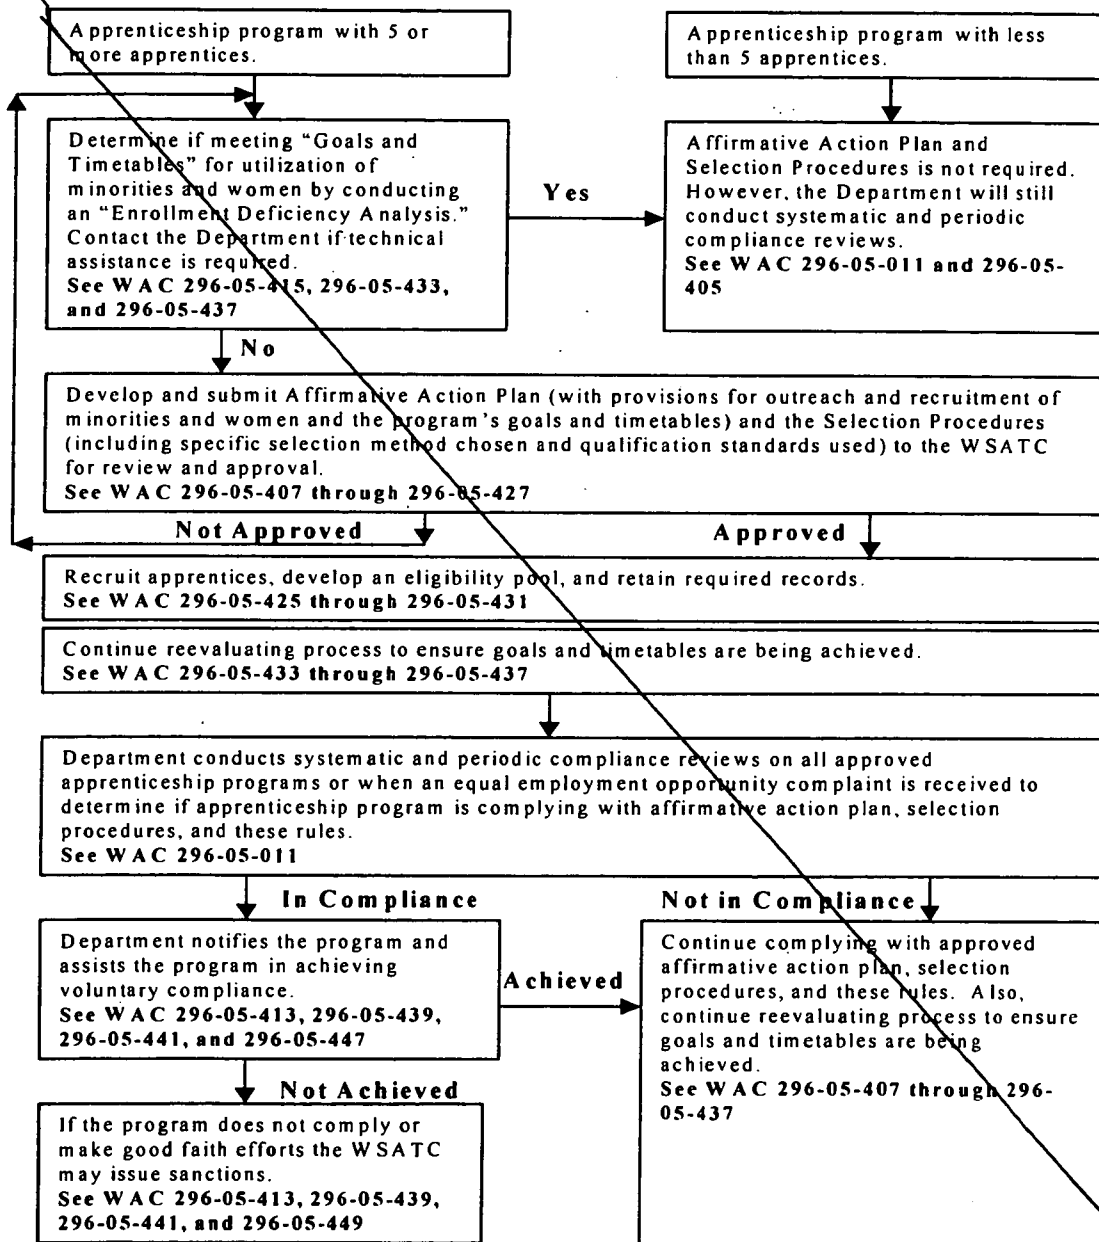 Apprenticeship program with 5 or
more apprentices.
Apprenticeship program with less
than 5 apprentices.
Determine if meeting “Goals and
Timetables” for utilization of
minorities and women by conducting
an “Enrollment Deficiency Analysis.”
Contact the Department if technical
assistance is required.
See WAC 296-05-415, 296-05-433,
and 296-05-437
Yes
Affirmative Action Plan and
Selection Procedures is not required.
However, the Department will still
conduct systematic and periodic
compliance reviews.
See WAC 296-05-011 and 296-05-
405
No
Develop and submit Affirmative Action Plan (with provisions for outreach and recruitment of
minorities and women and the program's goals and timetables) and the Selection Procedures
(including specific selection method chosen and qualification standards used) to the WSATC
for review and approval.
See WAC 296-05-407 through 296-05-427
Not Approved
Approved
Recruit apprentices, develop an eligibility pool, and retain required records.
See WAC 296-05-425 through 296-05-431
Continue reevaluating process to ensure goals and timetables are being achieved.
See WAC 296-05-433 through 296-05-437
Department conducts systematic and periodic compliance reviews on all approved
apprenticeship programs or when an equal employment opportunity complaint is received to
determine if apprenticeship program is complying with affirmative action plan, selection
procedures, and these rules.
See WAC 296-05-011
In Compliance
Not in Compliance
Department notifies the program and
assists the program in achieving
voluntary compliance.
See WAC 296-05-413, 296-05-439,
296-05-441, and 296-05-447
Achieved
Continue complying with approved
affirmative action plan, selection
procedures, and these rules. Also,
continue reevaluating process to ensure
goals and timetables are being
achieved.
See WAC 296-05-407 through 296-
05-437
Not Achieved
If the program does not comply or
make good faith efforts the WSATC
may issue sanctions.
See WAC 296-05-413, 296-05-439,
296-05-441, and 296-05-449